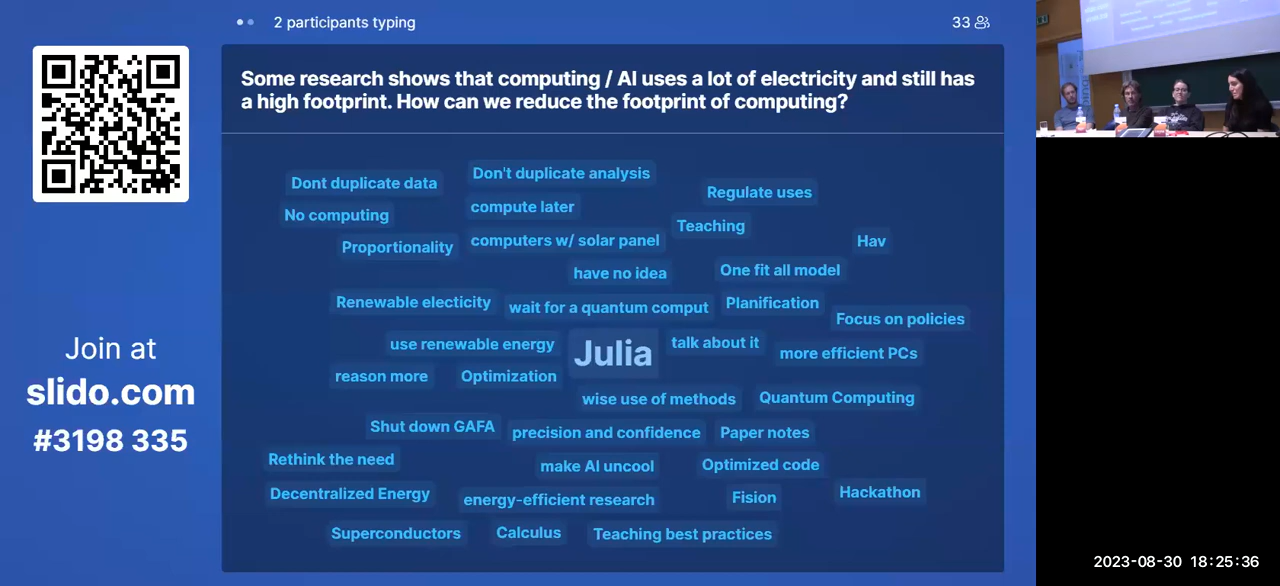 2 participants typing
33
Some research shows that computing / AI uses a lot of electricity and still has
a high footprint. How can we reduce the footprint of computing?
Dont duplicate data
Don't duplicate analysis
Regulate uses
No computing
compute later
Teaching
Proportionality
computers w/ solar panel
Hav
have no idea
One fit all model
Renewable electicity
wait for a quantum comput
Planification
Focus on policies
use renewable energy
Julia
talk about it
more efficient PCs
reason more
Optimization
wise use of methods
Quantum Computing
Shut down GAFA
precision and confidence
Paper notes
Rethink the need
make AI uncool
Optimized code
Decentralized Energy
energy-efficient research
Fision
Hackathon
Superconductors
Calculus
Teaching best practices
Join at
slido.com
#3198 335
2023-08-30 18:25:36